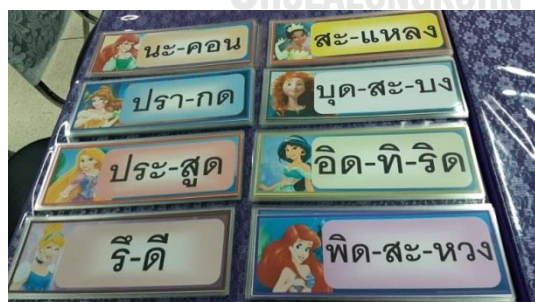 นะ-คอน
สะ-แหลง
ปรา-กด
บุด-สะ-บง
ประ-สูด
อิด-ทิ-ริด
รึ-ดี
พิด-สะ-หวง